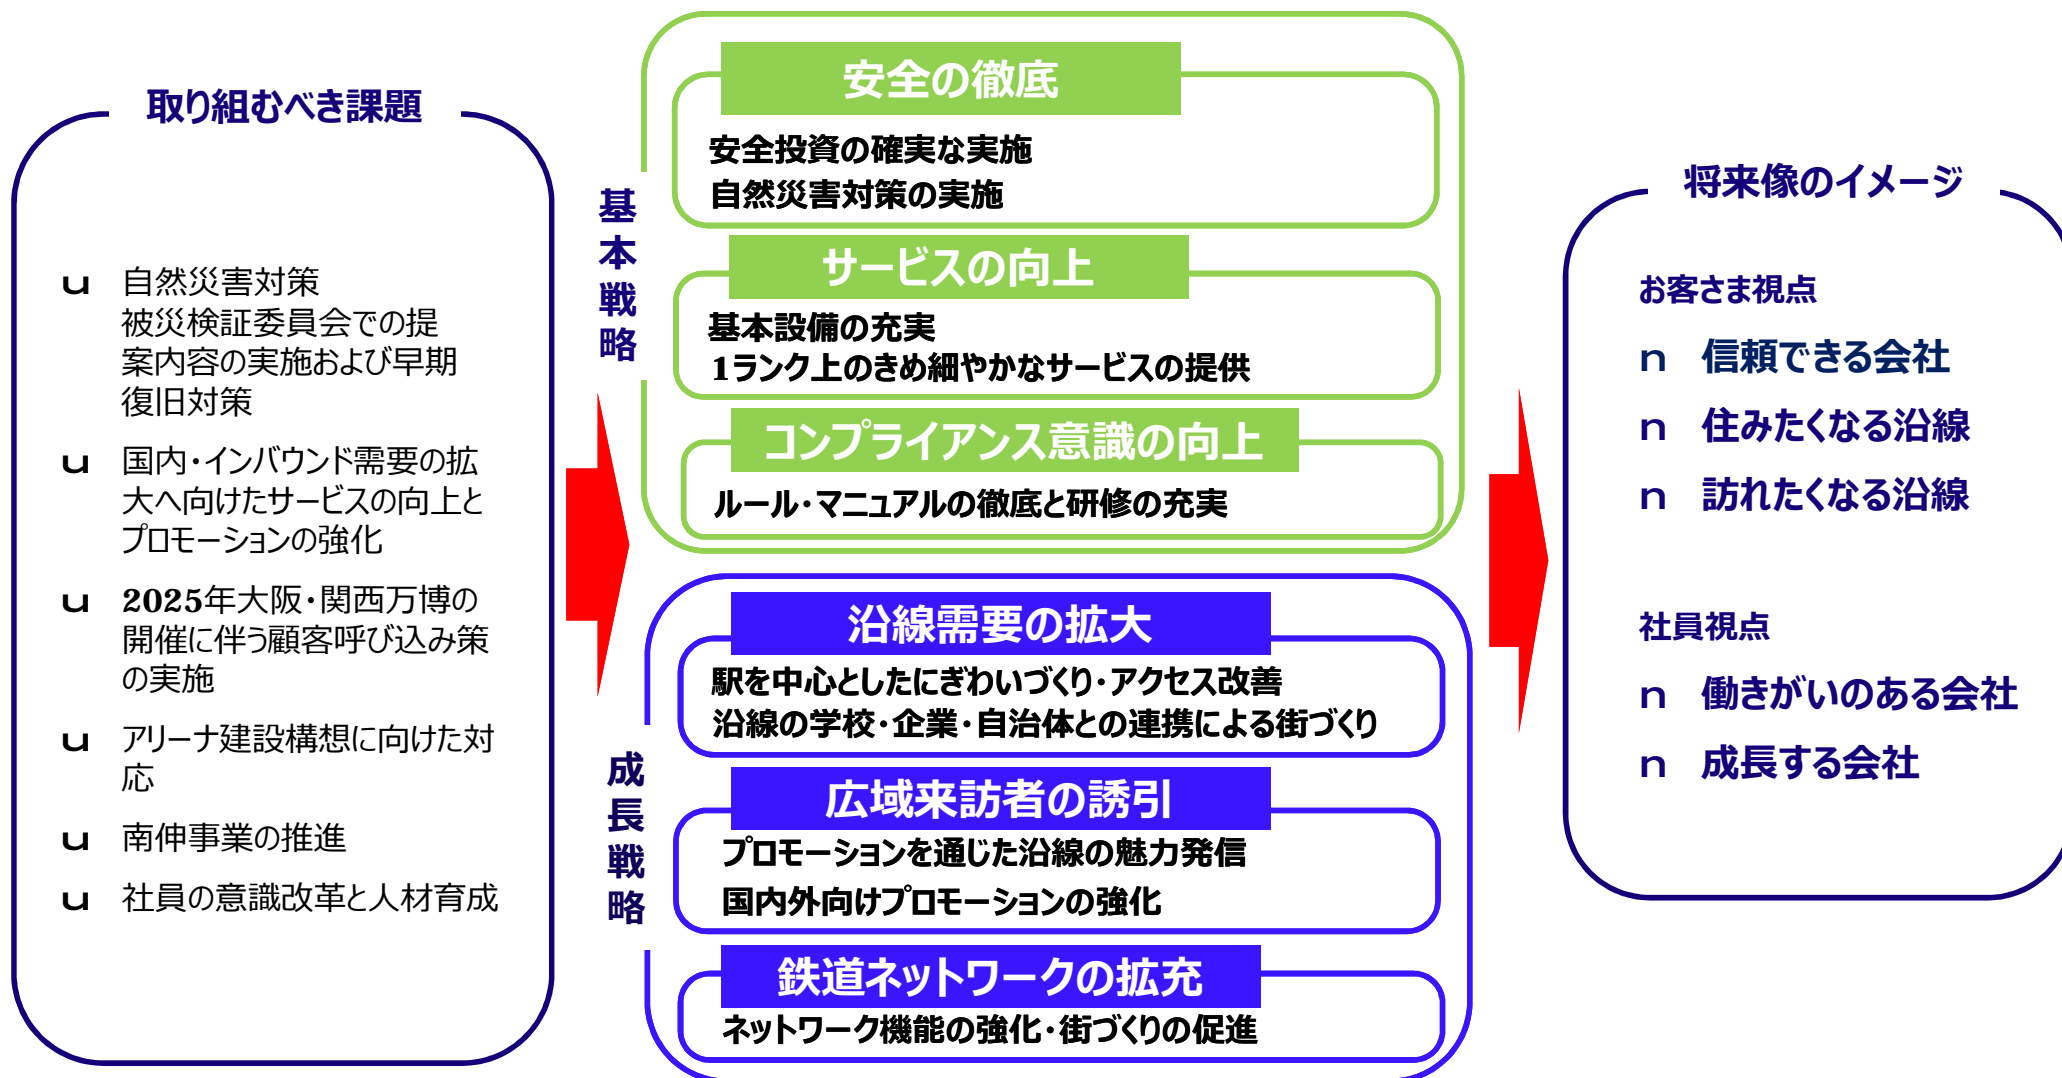 取り組むべき課題
u 自然災害対策
被災検証委員会での提
案内容の実施および早期
復旧対策
u 国内・インバウンド需要の拡
大へ向けたサービスの向上と
プロモーションの強化
u 2025年大阪・関西万博の
開催に伴う顧客呼び込み策
の実施
u アリーナ建設構想に向けた対
応
u 南伸事業の推進
u 社員の意識改革と人材育成
基本戦略
安全の徹底
安全投資の確実な実施
自然災害対策の実施
サービスの向上
基本設備の充実
1ランク上のきめ細やかなサービスの提供
コンプライアンス意識の向上
ルール・マニュアルの徹底と研修の充実
成長戦略
沿線需要の拡大
駅を中心としたにぎわいづくり・アクセス改善
沿線の学校・企業・自治体との連携による街づくり
広域来訪者の誘引
プロモーションを通じた沿線の魅力発信
国内外向けプロモーションの強化
鉄道ネットワークの拡充
ネットワーク機能の強化・街づくりの促進
将来像のイメージ
お客さま視点
n 信頼できる会社
n 住みたくなる沿線
n 訪れたくなる沿線
社員視点
n 働きがいのある会社
n 成長する会社